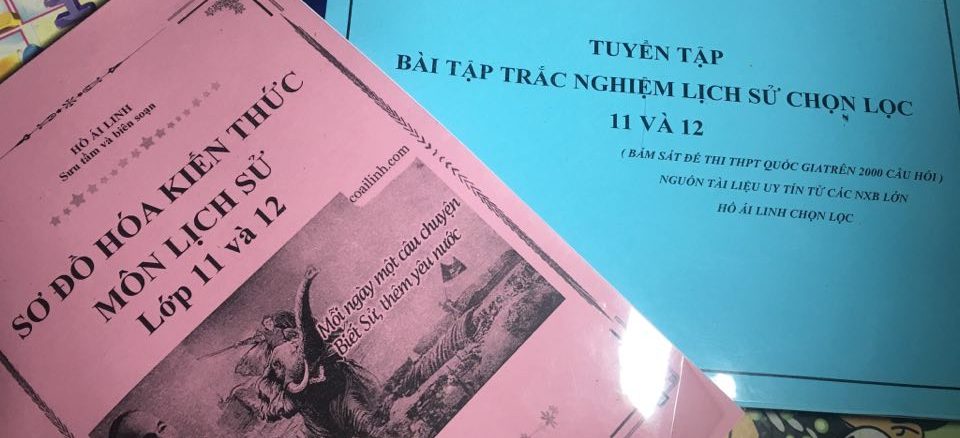 HỒ ÁI LINH
Sưu tầm và biên soạn
SƠ ĐỒ HÓA KIẾN THỨC
MÔN LỊCH SỬ
Lớp 11 và 12
coailinh.com
Mỗi ngày một câu chuyện
Biết Sử, thêm yêu nước
TUYỂN TẬP
BÀI TẬP TRẮC NGHIỆM LỊCH SỬ CHỌN LỌC
11 VÀ 12
( BÁM SÁT ĐỀ THI THPT QUỐC GIATRÊN 2000 CÂU HỎI )
NGUỒN TÀI LIỆU UY TÍN TỪ CÁC NXB LỚN
HỒ ÁI LINH CHỌN LỌC